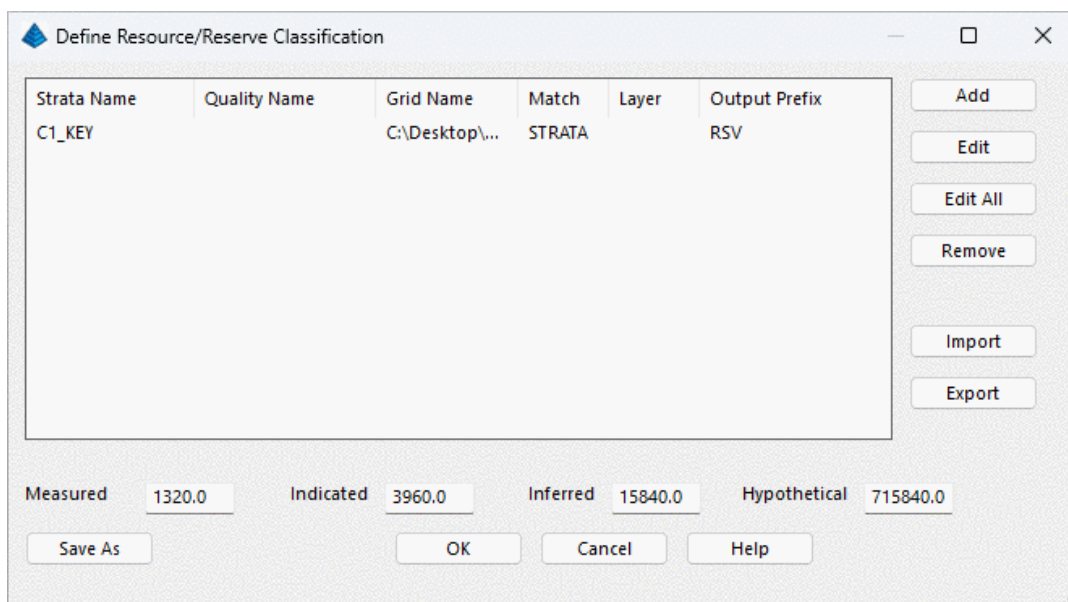 Define Resource/Reserve Classification
Strata Name Quality Name Grid Name Match Layer Output Prefix
C1_KEY C:\Desktop\... STRATA RSV
Add
Edit
Edit All
Remove
Import
Export
Measured 1320.0 Indicated 3960.0 Inferred 15840.0 Hypothetical 715840.0
Save As OK Cancel Help